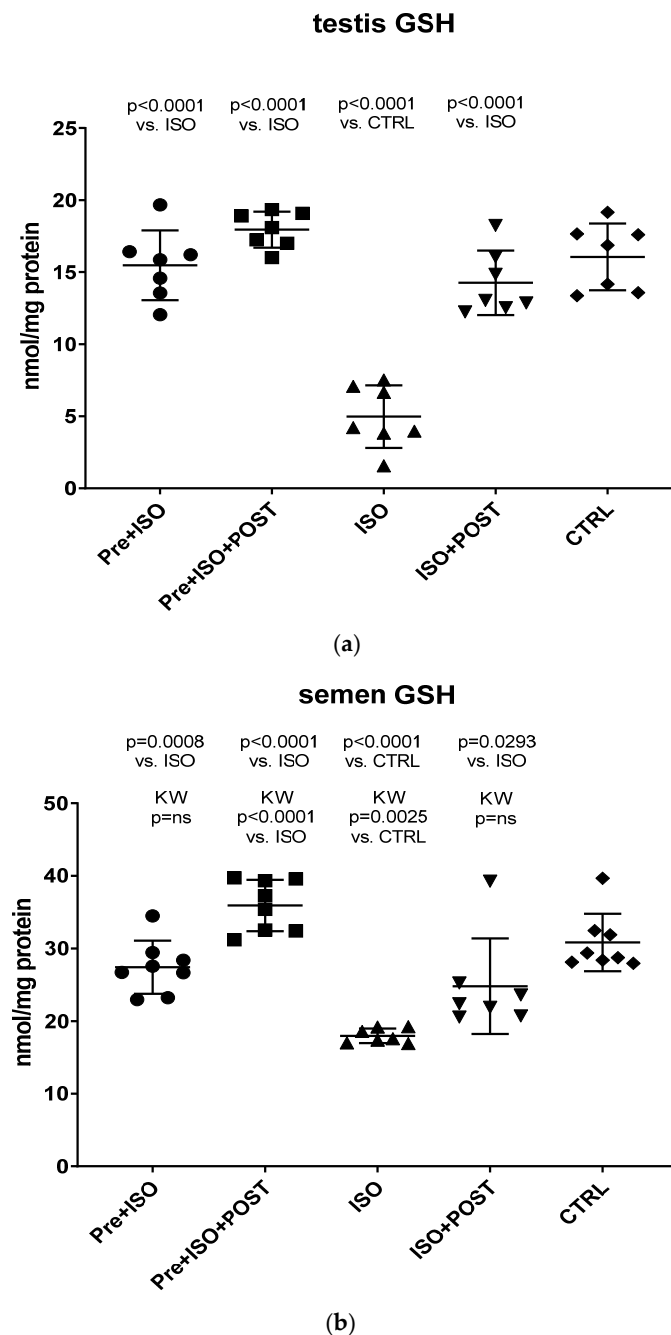 testis GSH
p<0.0001 p<0.0001 p<0.0001 p<0.0001
vs. ISO vs. ISO vs. CTRL vs. ISO
25
20
15
10
5
0
nmol/mg protein
Pre+ISO
Pre+ISO+POST
ISO
ISO+POST
CTRL
(a)
semen GSH
p=0.0008 p<0.0001 p<0.0001 p=0.0293
vs. ISO vs. ISO vs. CTRL vs. ISO
KW KW KW KW
p=ns p<0.0001 p=0.0025 p=ns
vs. ISO vs. CTRL
50
40
30
20
10
0
nmol/mg protein
Pre+ISO
Pre+ISO+POST
ISO
ISO+POST
CTRL
(b)